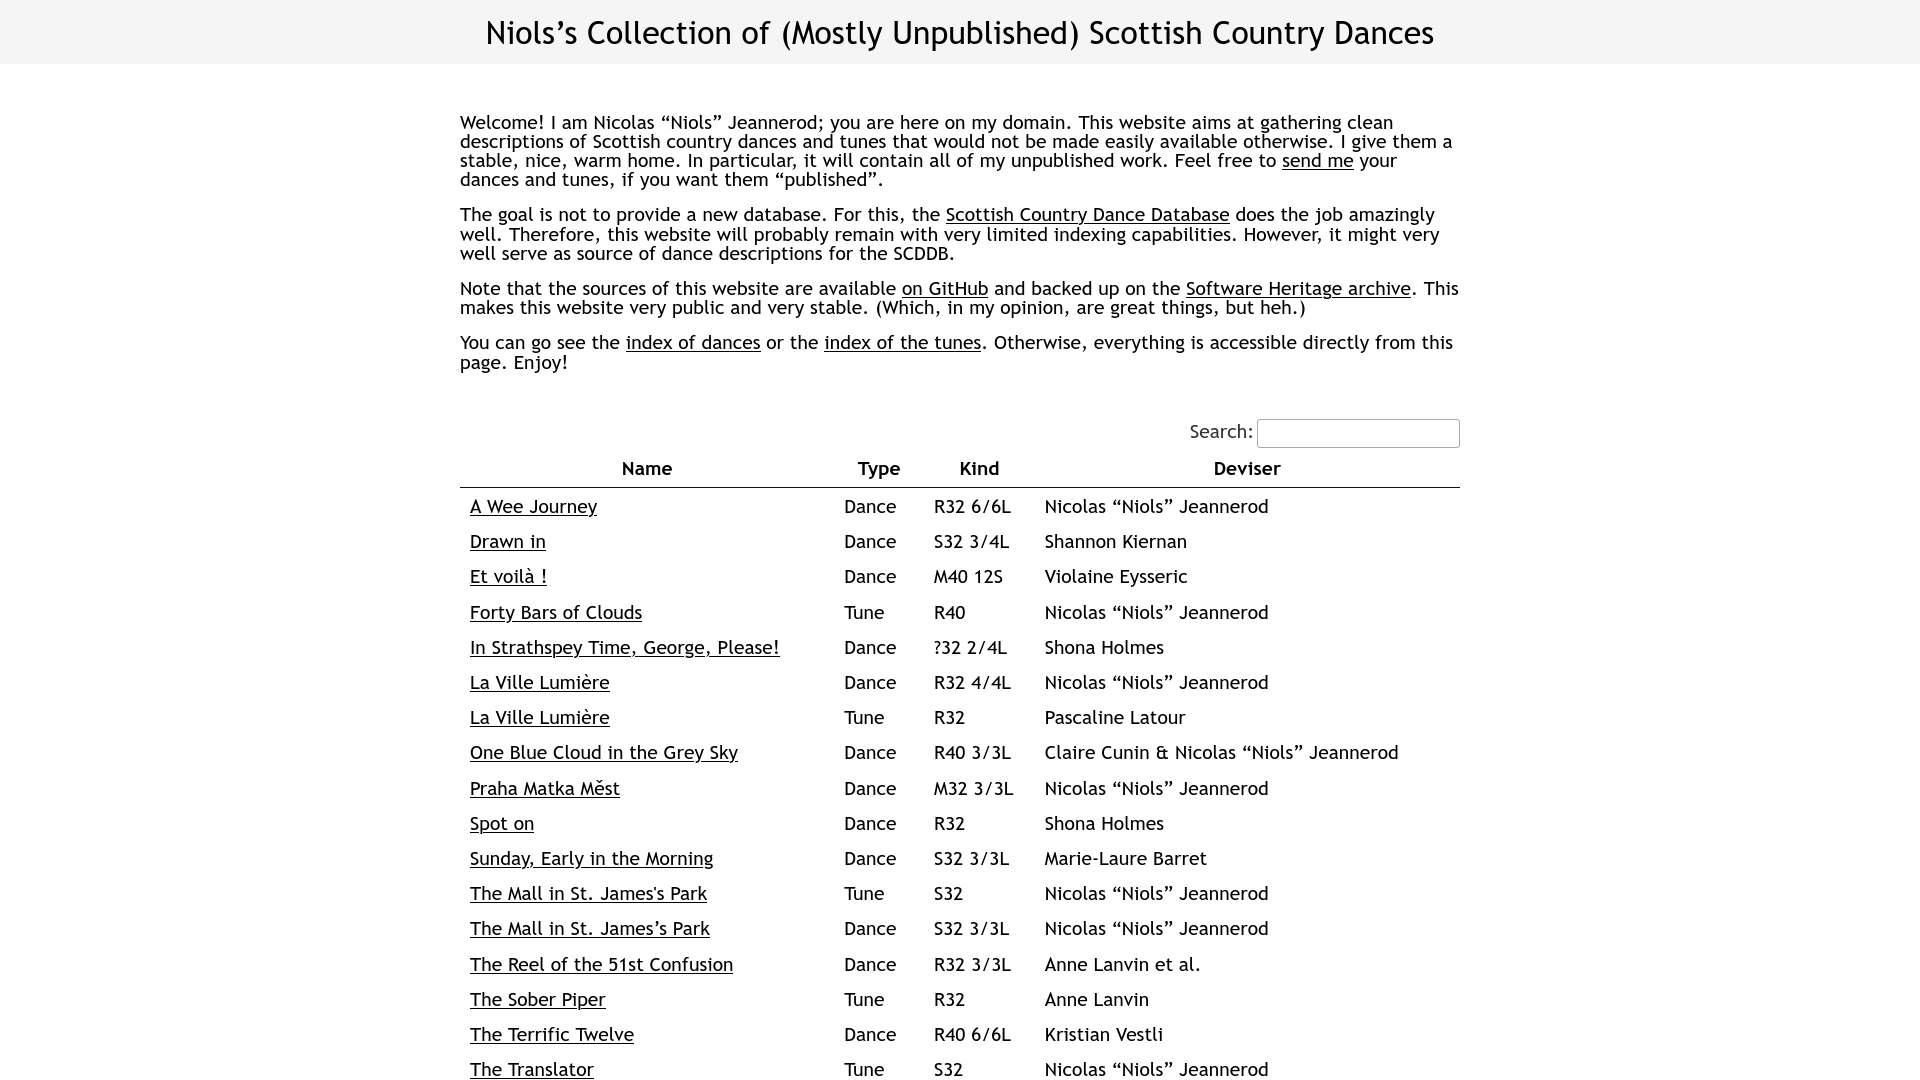 Niols’s Collection of (Mostly Unpublished) Scottish Country Dances
Welcome! I am Nicolas “Niols” Jeannerod; you are here on my domain. This website aims at gathering clean
descriptions of Scottish country dances and tunes that would not be made easily available otherwise. I give them a
stable, nice, warm home. In particular, it will contain all of my unpublished work. Feel free to send me your
dances and tunes, if you want them “published”.
The goal is not to provide a new database. For this, the Scottish Country Dance Database does the job amazingly
well. Therefore, this website will probably remain with very limited indexing capabilities. However, it might very
well serve as source of dance descriptions for the SCDDB.
Note that the sources of this website are available on GitHub and backed up on the Software Heritage archive. This
makes this website very public and very stable. (Which, in my opinion, are great things, but heh.)
You can go see the index of dances or the index of the tunes. Otherwise, everything is accessible directly from this
page. Enjoy!
Search:
Name Type Kind Deviser
A Wee Journey Dance R32 6/6L Nicolas “Niols” Jeannerod
Drawn in Dance S32 3/4L Shannon Kiernan
Et voilà ! Dance M40 12S Violaine Eysseric
Forty Bars of Clouds Tune R40 Nicolas “Niols” Jeannerod
In Strathspey Time, George, Please! Dance ?32 2/4L Shona Holmes
La Ville Lumière Dance R32 4/4L Nicolas “Niols” Jeannerod
La Ville Lumière Tune R32 Pascaline Latour
One Blue Cloud in the Grey Sky Dance R40 3/3L Claire Cunin & Nicolas “Niols” Jeannerod
Praha Matka Měst Dance M32 3/3L Nicolas “Niols” Jeannerod
Spot on Dance R32 Shona Holmes
Sunday, Early in the Morning Dance S32 3/3L Marie-Laure Barret
The Mall in St. James's Park Tune S32 Nicolas “Niols” Jeannerod
The Mall in St. James’s Park Dance S32 3/3L Nicolas “Niols” Jeannerod
The Reel of the 51st Confusion Dance R32 3/3L Anne Lanvin et al.
The Sober Piper Tune R32 Anne Lanvin
The Terrific Twelve Dance R40 6/6L Kristian Vestli
The Translator Tune S32 Nicolas “Niols” Jeannerod